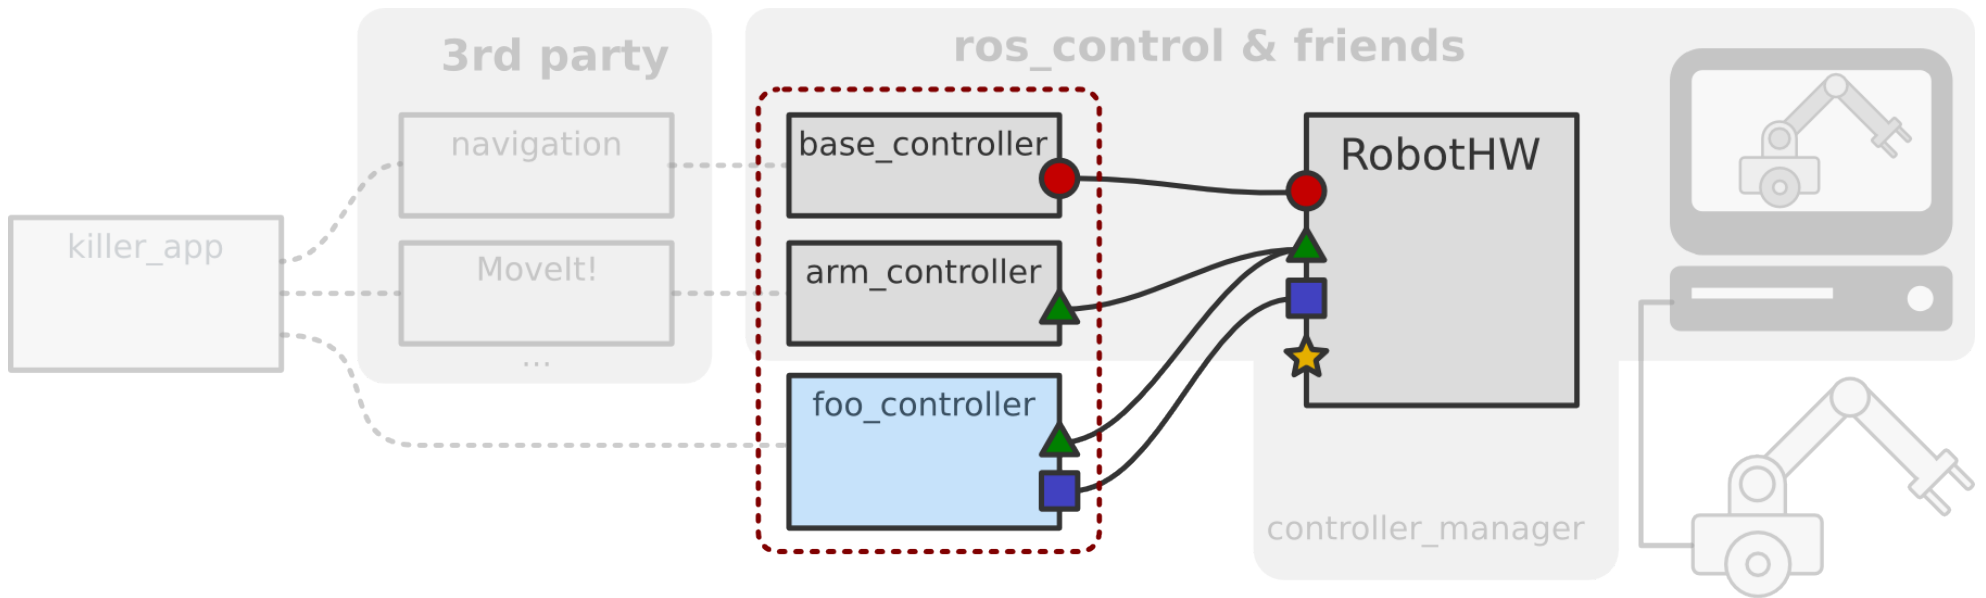 3rd party
ros_control & friends
navigation
base_controller
RobotHW
killer_app
MoveIt!
arm_controller
...
foo_controller
controller_manager